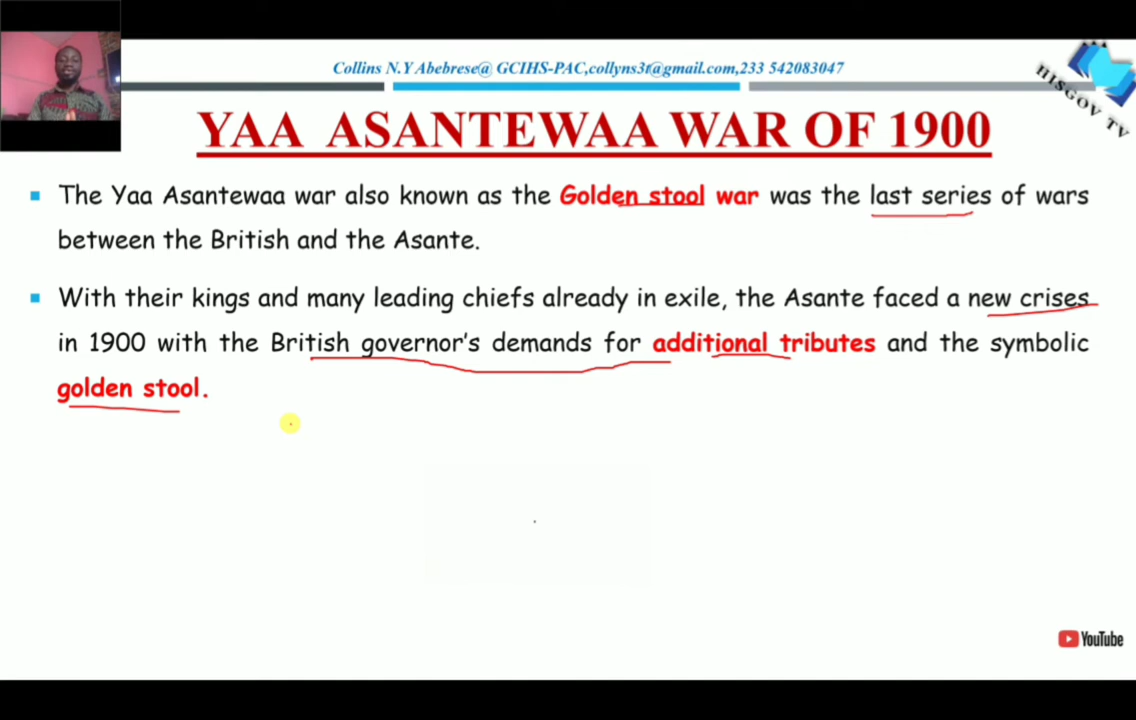 Collins N.Y Abebrese@ GCIHS-PAC,collyns3t@gmail.com,233 542083047
HISGOV TV
YAA ASANTEWAA WAR OF 1900
The Yaa Asantewaa war also known as the Golden stool war was the last series of wars
between the British and the Asante.
With their kings and many leading chiefs already in exile, the Asante faced a new crises
in 1900 with the British governor's demands for additional tributes and the symbolic
golden stool.
YouTube